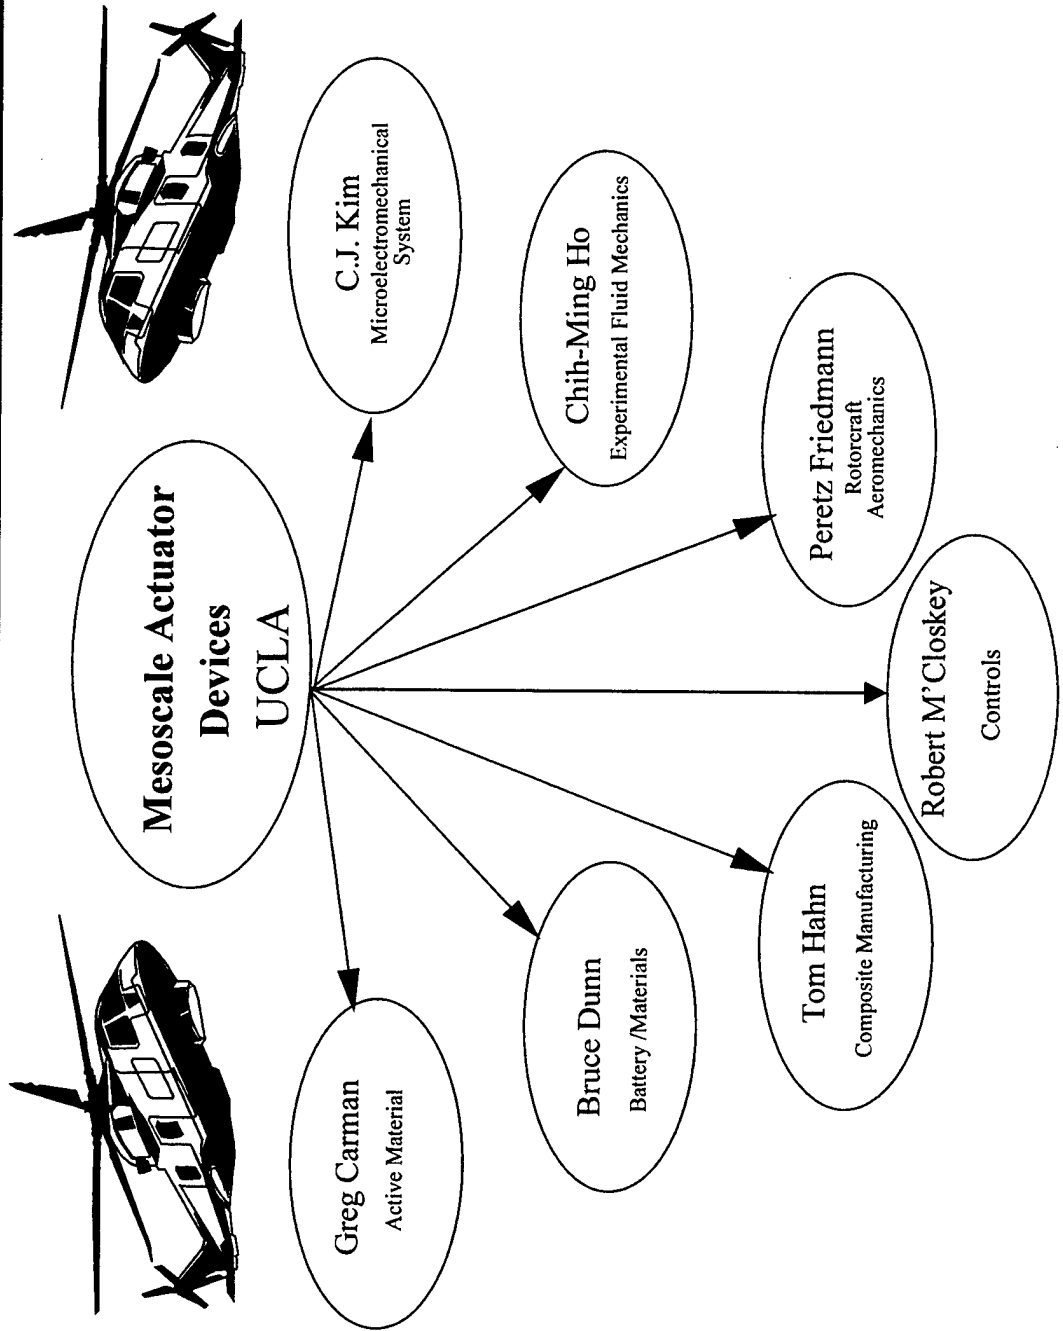 Mesoscale Actuator
Devices
UCLA
Greg Carman
Active Material
Bruce Dunn
Battery /Materials
Tom Hahn
Composite Manufacturing
Robert M'Closkey
Controls
Peretz Friedmann
Rotorcraft
Aeromechanics
Chih-Ming Ho
Experimental Fluid Mechanics
C.J. Kim
Microelectromechanical
System